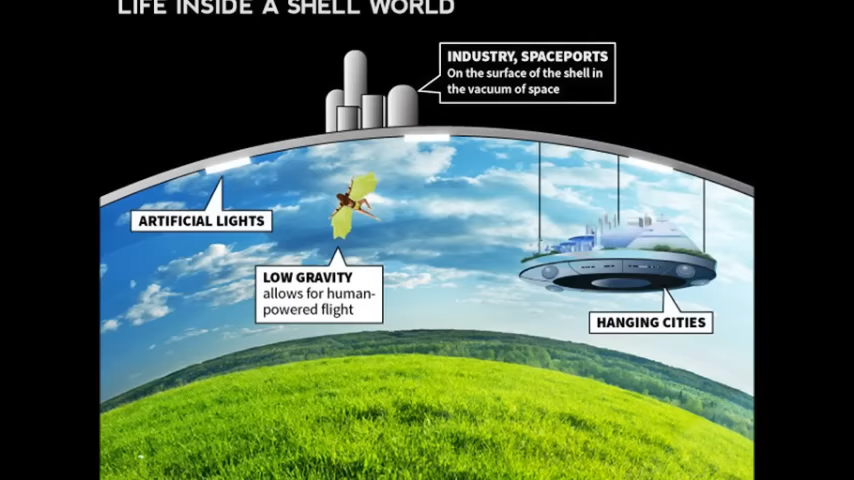 LIFE INSIDE A SHELL WORLD
INDUSTRY, SPACEPORTS
On the surface of the shell in
the vacuum of space
ARTIFICIAL LIGHTS
LOW GRAVITY
allows for human-
powered flight
HANGING CITIES